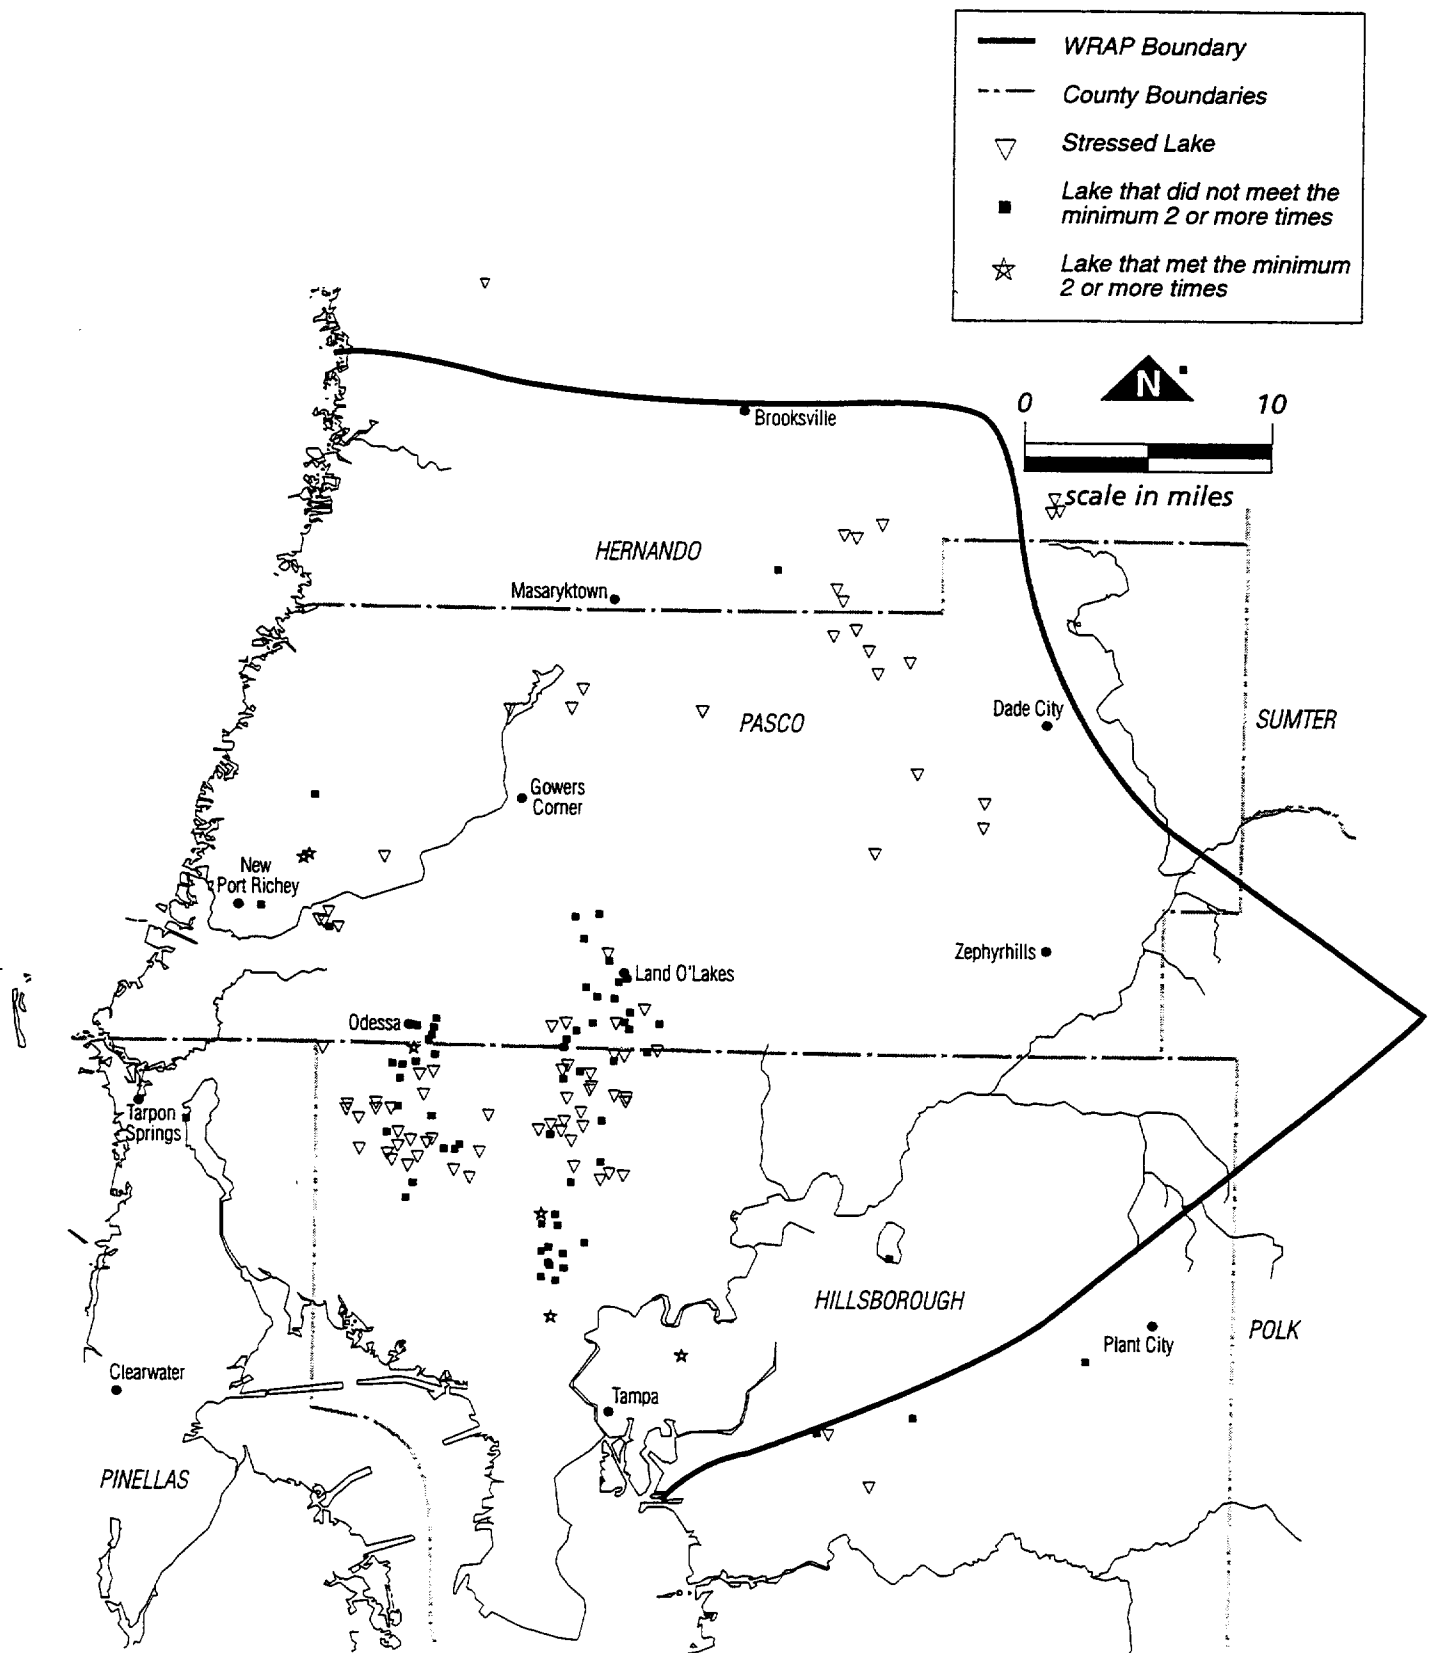 WRAP Boundary
County Boundaries
Stressed Lake
Lake that did not meet the
minimum 2 or more times
Lake that met the minimum
2 or more times
N
0 10
scale in miles
Brooksville
HERNANDO
Masaryktown
PASCO
Dade City
SUMTER
Gowers
Corner
New
Port Richey
Zephyrhills
Land O'Lakes
Odessa
Tarpon
Springs
HILLSBOROUGH
POLK
Plant City
Clearwater
Tampa
PINELLAS